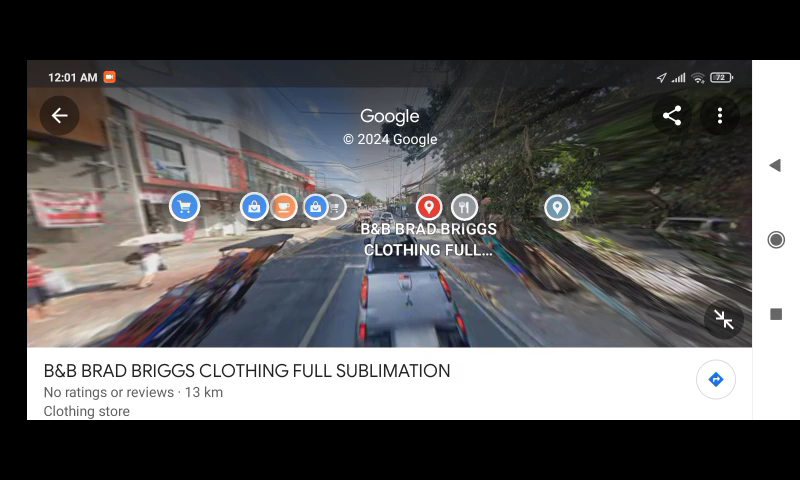 12:01 AM
72
Google
© 2024 Google
B&B BRAD BRIGGS
CLOTHING FULL...
B&B BRAD BRIGGS CLOTHING FULL SUBLIMATION
No ratings or reviews · 13 km
Clothing store